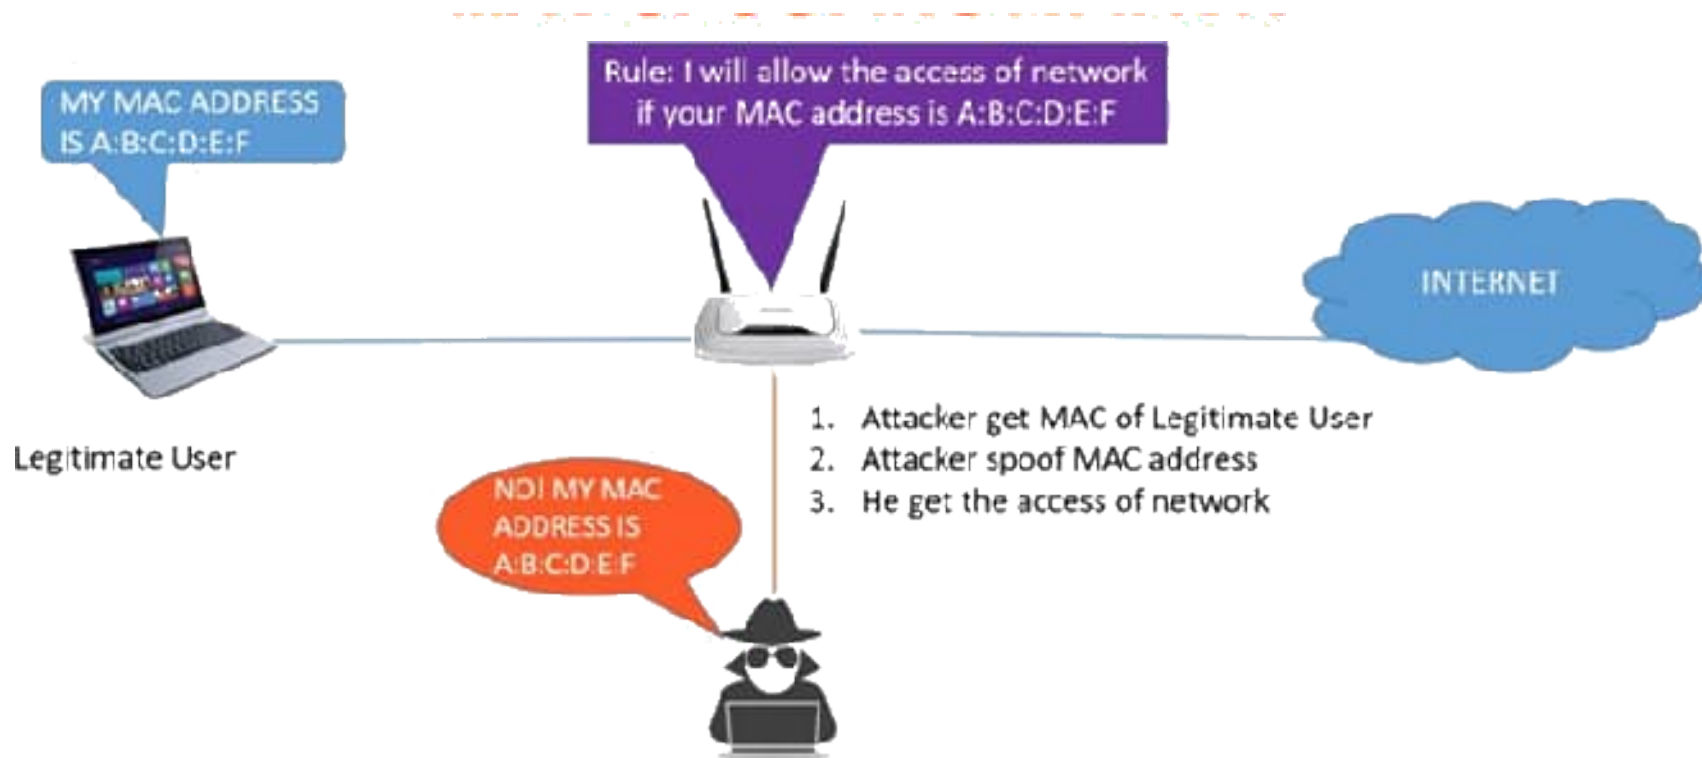 MY MAC ADDRESS
IS A:B:C:D:E:F
Rule: I will allow the access of network
if your MAC address is A:B:C:D:E:F
INTERNET
Legitimate User
1. Attacker get MAC of Legitimate User
2. Attacker spoof MAC address
3. He get the access of network
NO! MY MAC
ADDRESS IS
A:B:C:D:E:F